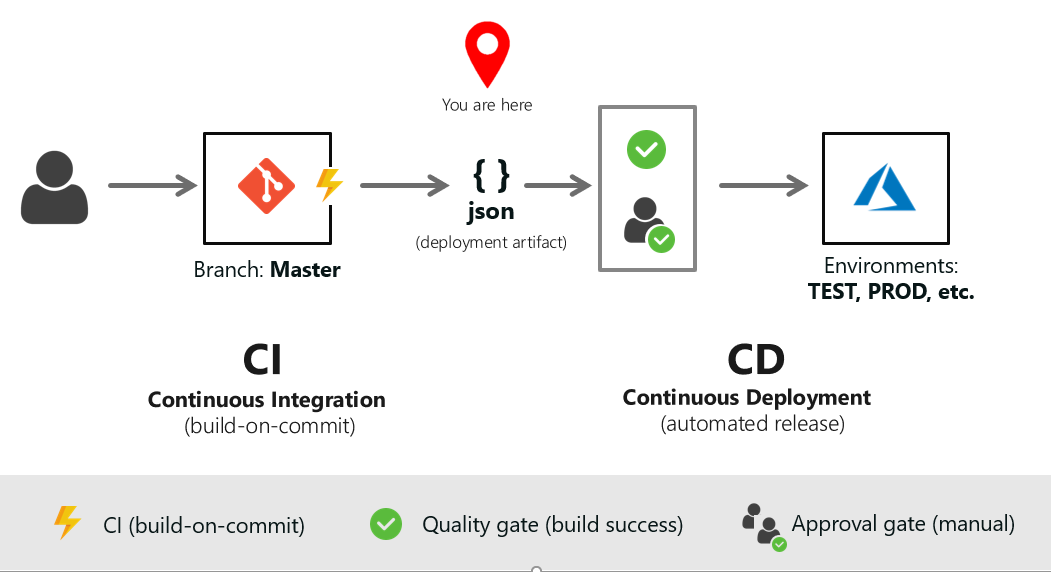 You are here
{ }
json
(deployment artifact)
Branch: Master
Environments:
TEST, PROD, etc.
CI
Continuous Integration
(build-on-commit)
CD
Continuous Deployment
(automated release)
CI (build-on-commit)
Quality gate (build success)
Approval gate (manual)